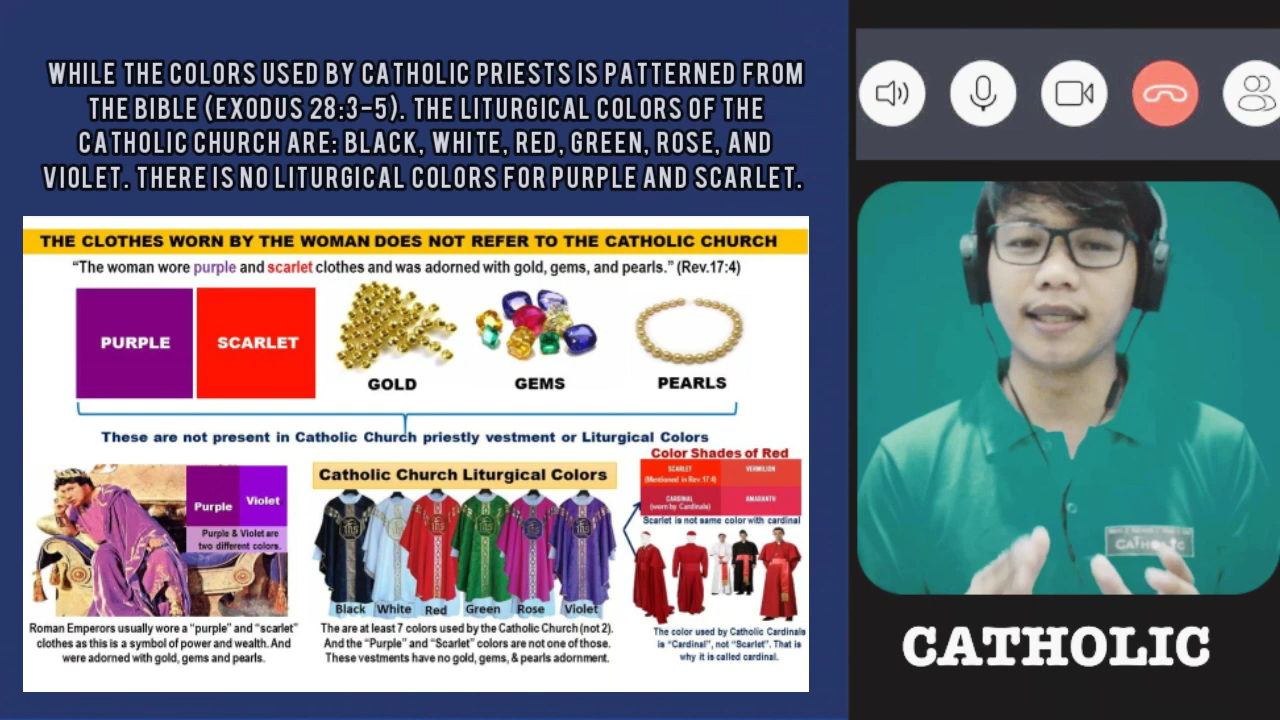 WHILE THE COLORS USED BY CATHOLIC PRIESTS IS PATTERNED FROM
THE BIBLE (EXODUS 28:3-5). THE LITURGICAL COLORS OF THE
CATHOLIC CHURCH ARE: BLACK, WHITE, RED, GREEN, ROSE, AND
VIOLET. THERE IS NO LITURGICAL COLORS FOR PURPLE AND SCARLET.
THE CLOTHES WORN BY THE WOMAN DOES NOT REFER TO THE CATHOLIC CHURCH
“The woman wore purple and scarlet clothes and was adorned with gold, gems, and pearls.” (Rev.17:4)
PURPLE
SCARLET
GOLD
GEMS
PEARLS
These are not present in Catholic Church priestly vestment or Liturgical Colors
Purple
Violet
Purple & Violet are
two different colors.
Roman Emperors usually wore a “purple” and “scarlet”
clothes as this is a symbol of power and wealth. And
were adorned with gold, gems and pearls.
Catholic Church Liturgical Colors
Black
White
Red
Green
Rose
Violet
The are at least 7 colors used by the Catholic Church (not 2).
And the “Purple” and “Scarlet” colors are not one of those.
These vestments have no gold, gems, & pearls adornment.
Color Shades of Red
SCARLET
(Mentioned in Rev.17:4)
VERMILION
CARDINAL
(worn by Cardinals)
AMARANTH
Scarlet is not same color with cardinal
The color used by Catholic Cardinals
is “Cardinal”, not “Scarlet”. That is
why it is called cardinal.
CATHOLIC
CATHOLIC